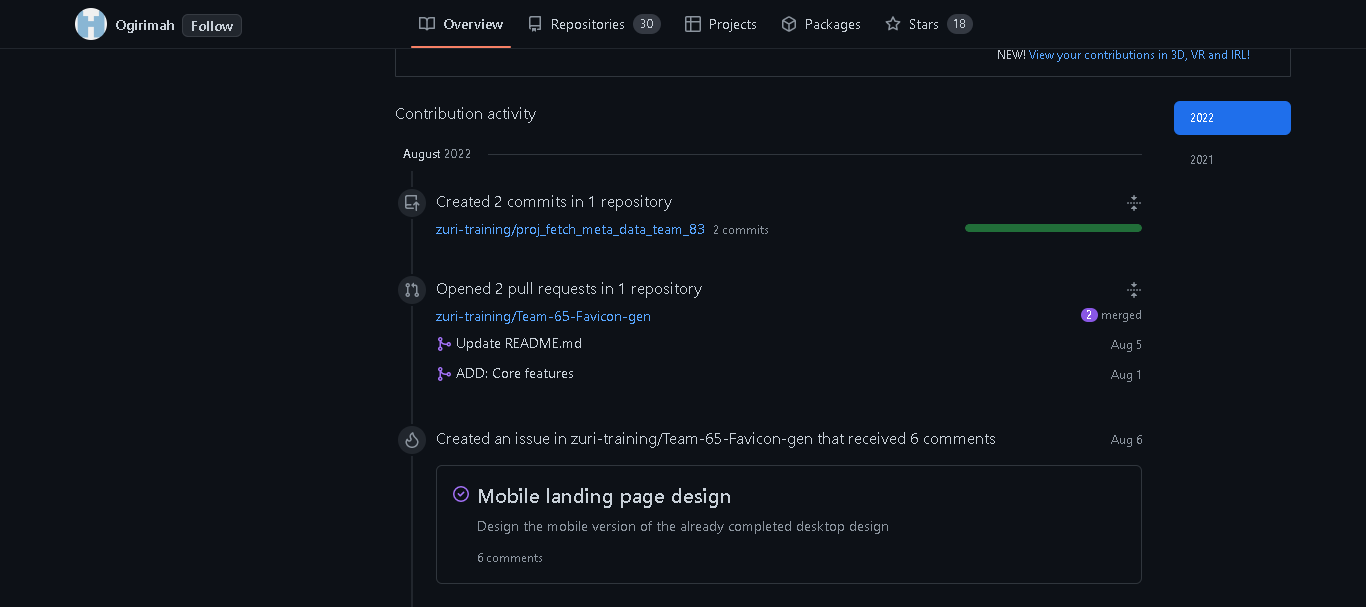 Ogirimah Follow Overview Repositories 30 Projects Packages Stars 18
NEW! View your contributions in 3D, VR and IRL!
Contribution activity
2022
2021
August 2022
Created 2 commits in 1 repository
zuri-training/proj_fetch_meta_data_team_83 2 commits
Opened 2 pull requests in 1 repository
zuri-training/Team-65-Favicon-gen 2 merged
Update README.md Aug 5
ADD: Core features Aug 1
Created an issue in zuri-training/Team-65-Favicon-gen that received 6 comments Aug 6
Mobile landing page design
Design the mobile version of the already completed desktop design
6 comments